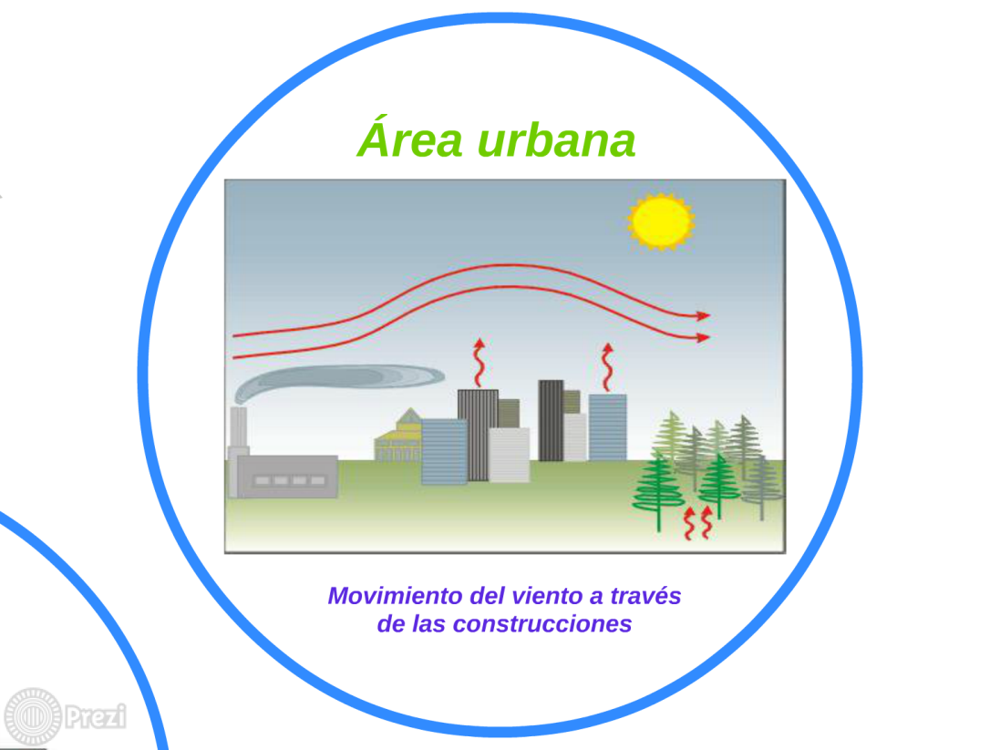 Área urbana
Movimiento del viento a través
de las construcciones
Prezi